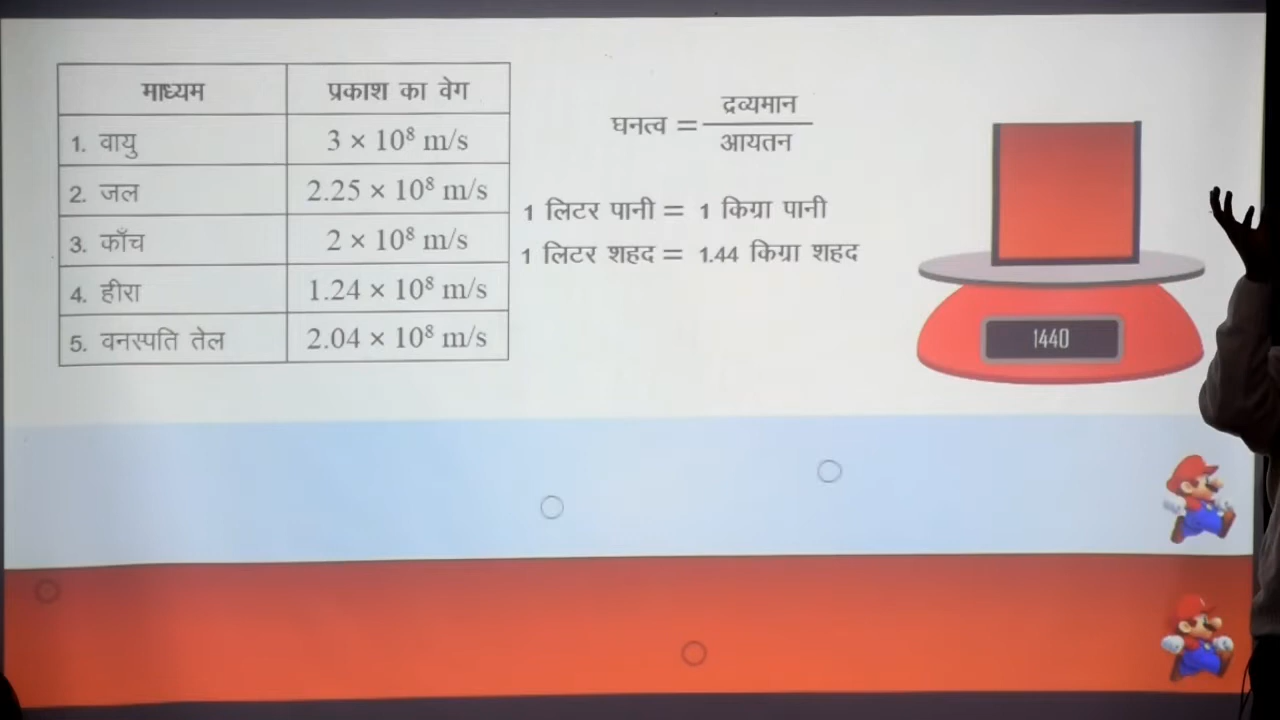 माध्यम प्रकाश का वेग
1. वायु 3 × 10⁸ m/s
2. जल 2.25 × 10⁸ m/s
3. काँच 2 × 10⁸ m/s
4. हीरा 1.24 × 10⁸ m/s
5. वनस्पति तेल 2.04 × 10⁸ m/s
घनत्व = द्रव्यमान
आयतन
1 लिटर पानी = 1 किग्रा पानी
1 लिटर शहद = 1.44 किग्रा शहद
1440